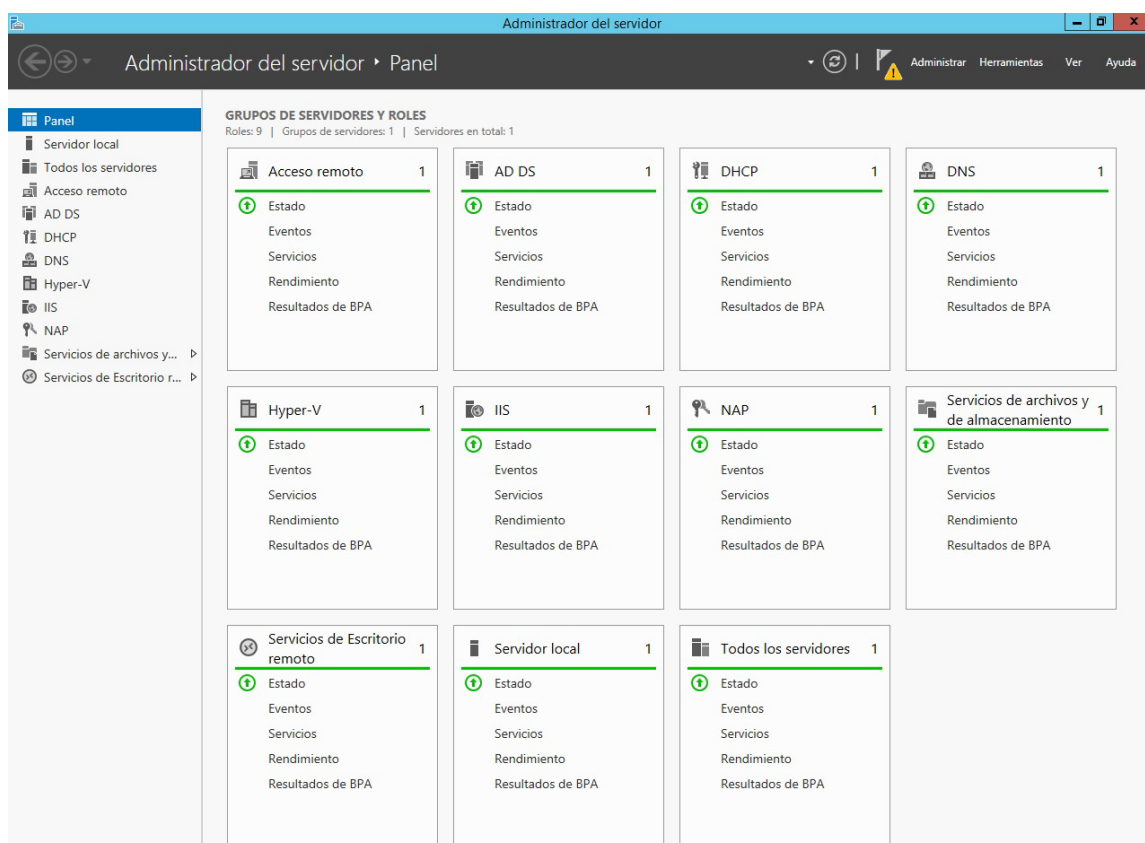 Administrador del servidor
Administrador del servidor ‣ Panel
Administrar Herramientas Ver Ayuda
Panel
Servidor local
Todos los servidores
Acceso remoto
AD DS
DHCP
DNS
Hyper-V
IIS
NAP
Servicios de archivos y...
Servicios de Escritorio r...
GRUPOS DE SERVIDORES Y ROLES
Roles: 9 | Grupos de servidores: 1 | Servidores en total: 1
Acceso remoto 1
Estado
Eventos
Servicios
Rendimiento
Resultados de BPA
AD DS 1
Estado
Eventos
Servicios
Rendimiento
Resultados de BPA
DHCP 1
Estado
Eventos
Servicios
Rendimiento
Resultados de BPA
DNS 1
Estado
Eventos
Servicios
Rendimiento
Resultados de BPA
Hyper-V 1
Estado
Eventos
Servicios
Rendimiento
Resultados de BPA
IIS 1
Estado
Eventos
Servicios
Rendimiento
Resultados de BPA
NAP 1
Estado
Eventos
Servicios
Rendimiento
Resultados de BPA
Servicios de archivos y
de almacenamiento 1
Estado
Eventos
Servicios
Rendimiento
Resultados de BPA
Servicios de Escritorio
remoto 1
Estado
Eventos
Servicios
Rendimiento
Resultados de BPA
Servidor local 1
Estado
Eventos
Servicios
Rendimiento
Resultados de BPA
Todos los servidores 1
Estado
Eventos
Servicios
Rendimiento
Resultados de BPA